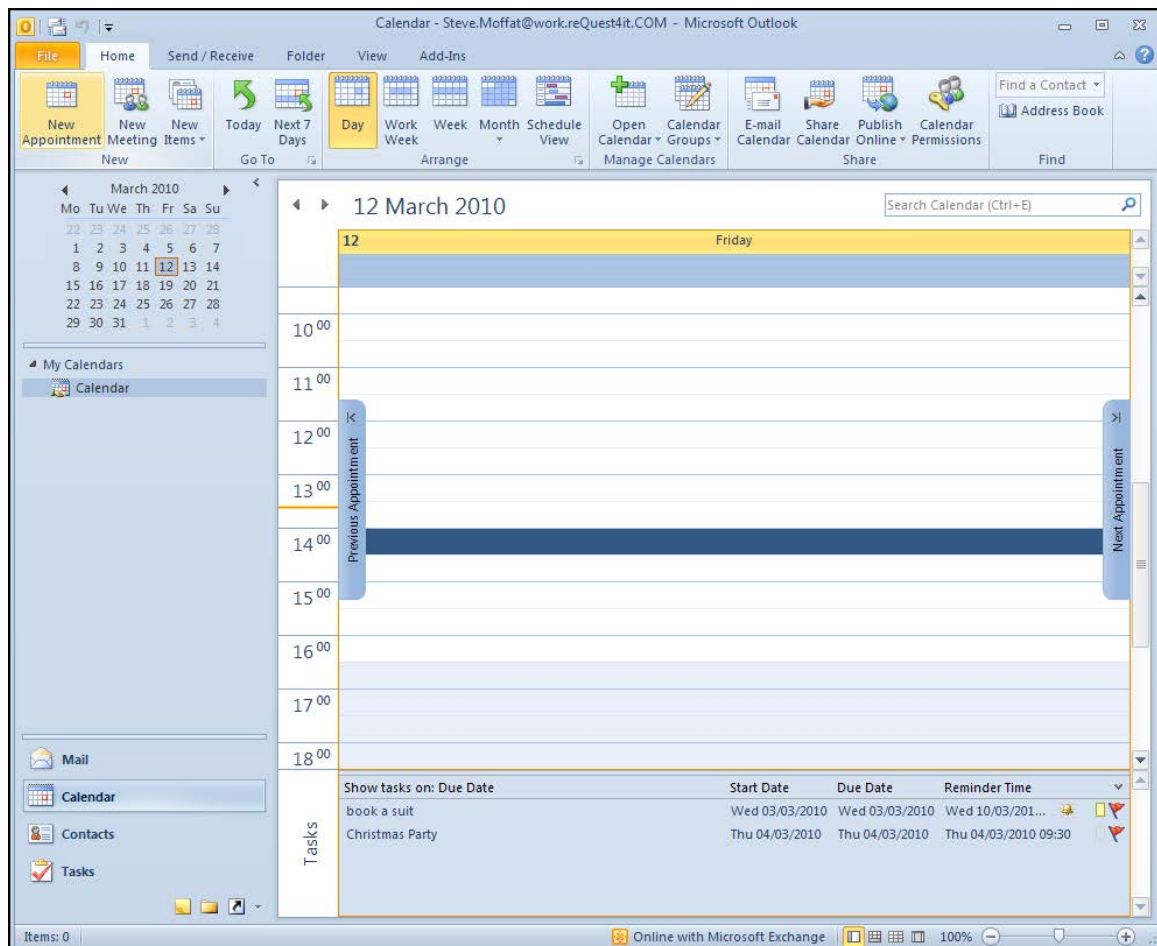 Calendar - Steve.Moffat@work.reQuest4it.COM - Microsoft Outlook
File Home Send / Receive Folder View Add-Ins
New Appointment
New Meeting
New Items
Today
Next 7 Days
Day
Work Week
Week
Month
Schedule View
Open Calendar
Calendar Groups
E-mail Calendar
Share Calendar
Publish Online
Calendar Permissions
Find a Contact
Address Book
New Go To Arrange Manage Calendars Share Find
March 2010
Mo Tu We Th Fr Sa Su
22 23 24 25 26 27 28
1 2 3 4 5 6 7
8 9 10 11 12 13 14
15 16 17 18 19 20 21
22 23 24 25 26 27 28
29 30 31 1 2 3 4
My Calendars
Calendar
Mail
Calendar
Contacts
Tasks
12 March 2010
Search Calendar (Ctrl+E)
12 Friday
10 00
11 00
12 00
13 00
14 00
15 00
16 00
17 00
18 00
Previous Appointment
Next Appointment
Tasks
Show tasks on: Due Date Start Date Due Date Reminder Time
book a suit Wed 03/03/2010 Wed 03/03/2010 Wed 10/03/201...
Christmas Party Thu 04/03/2010 Thu 04/03/2010 Thu 04/03/2010 09:30
Items: 0 Online with Microsoft Exchange 100%